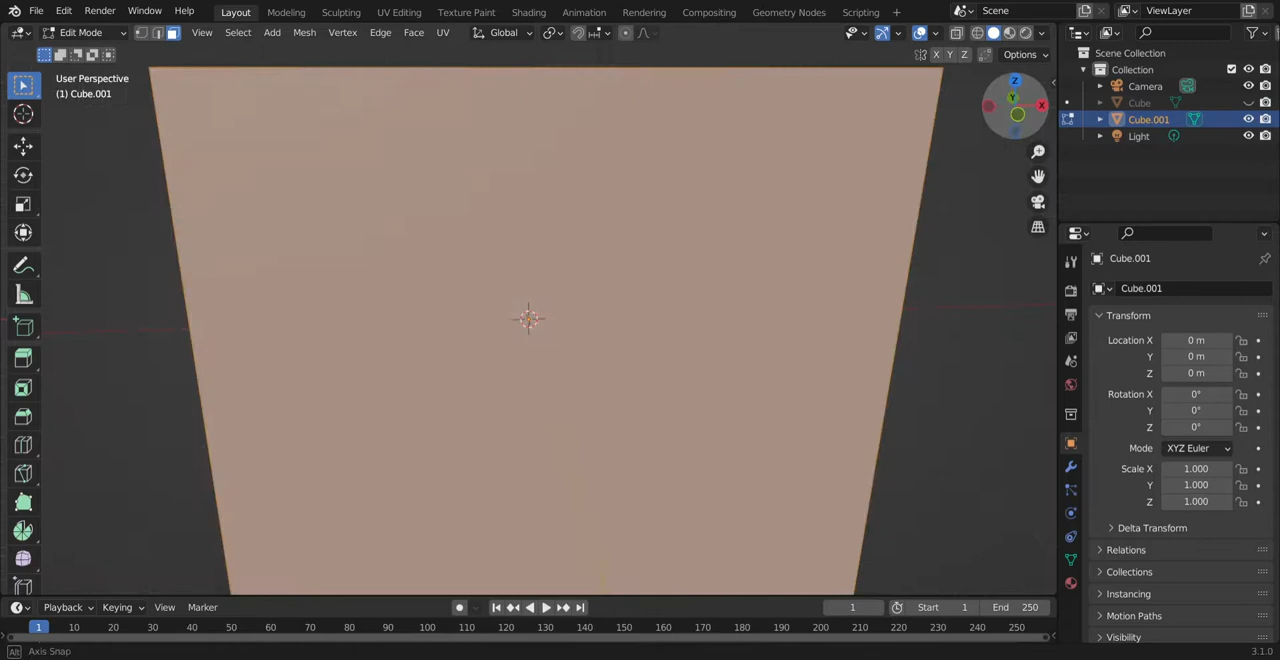 File Edit Render Window Help Layout Modeling Sculpting UV Editing Texture Paint Shading Animation Rendering Compositing Geometry Nodes Scripting + Scene ViewLayer
Edit Mode View Select Add Mesh Vertex Edge Face UV Global
X Y Z Options
User Perspective
(1) Cube.001
Z
Y
X
Scene Collection
Collection
Camera
Cube
Cube.001
Light
Cube.001
Cube.001
Transform
Location X 0 m
Y 0 m
Z 0 m
Rotation X 0°
Y 0°
Z 0°
Mode XYZ Euler
Scale X 1.000
Y 1.000
Z 1.000
Delta Transform
Relations
Collections
Instancing
Motion Paths
Visibility
Playback Keying View Marker 1 Start 1 End 250
1 10 20 30 40 50 60 70 80 90 100 110 120 130 140 150 160 170 180 190 200 210 220 230 240 250
Alt Axis Snap 3.1.0